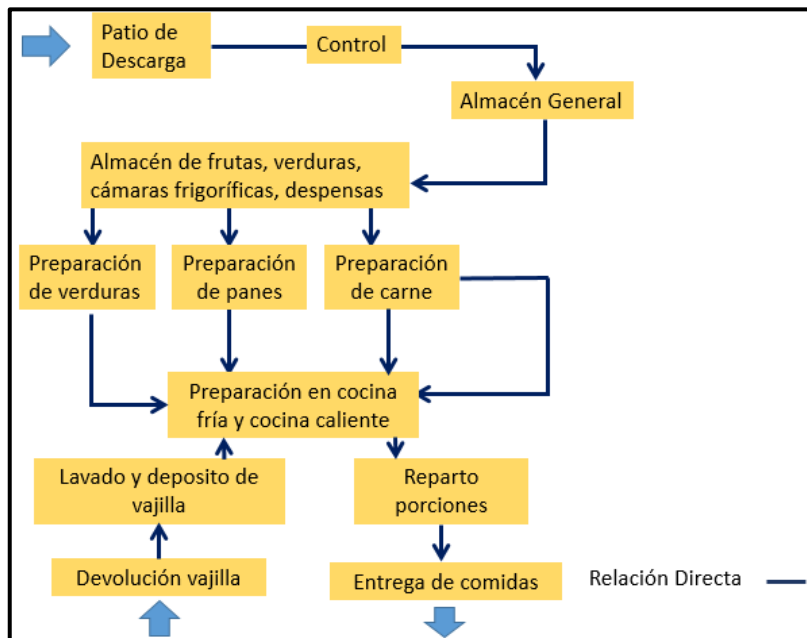 Patio de
Descarga
Control
Almacén General
Almacén de frutas, verduras,
cámaras frigoríficas, despensas
Preparación
de verduras
Preparación
de panes
Preparación
de carne
Preparación en cocina
fría y cocina caliente
Lavado y deposito de
vajilla
Reparto
porciones
Devolución vajilla
Entrega de comidas
Relación Directa